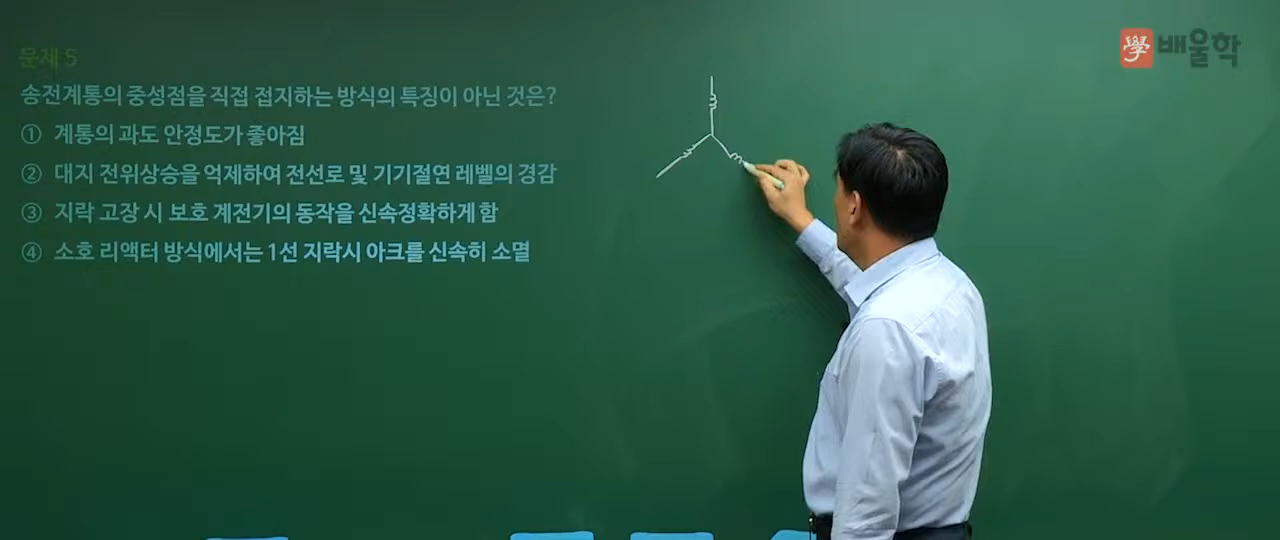 문제 5
송전계통의 중성점을 직접 접지하는 방식의 특징이 아닌 것은?
① 계통의 과도 안정도가 좋아짐
② 대지 전위상승을 억제하여 전선로 및 기기절연 레벨의 경감
③ 지락 고장 시 보호 계전기의 동작을 신속정확하게 함
④ 소호 리액터 방식에서는 1선 지락시 아크를 신속히 소멸
學 배울학